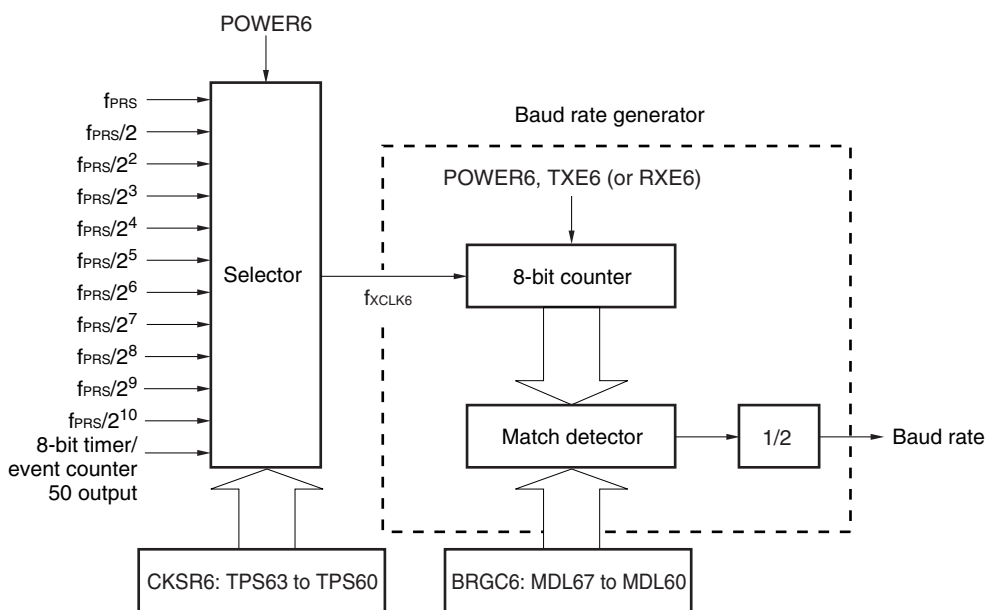 POWER6
fPRS
fPRS/2
fPRS/2²
fPRS/2³
fPRS/2⁴
fPRS/2⁵
fPRS/2⁶
fPRS/2⁷
fPRS/2⁸
fPRS/2⁹
fPRS/2¹⁰
8-bit timer/
event counter
50 output
Selector
fXCLK6
Baud rate generator
POWER6, TXE6 (or RXE6)
8-bit counter
Match detector
1/2
Baud rate
CKSR6: TPS63 to TPS60
BRGC6: MDL67 to MDL60